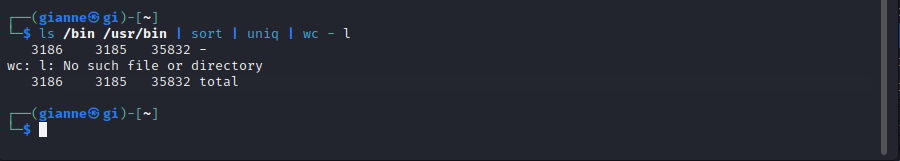 ┌──(gianne㉿gi)-[~]
└─$ ls /bin /usr/bin | sort | uniq | wc - l
   3186    3185   35832 -
wc: l: No such file or directory
   3186    3185   35832 total

┌──(gianne㉿gi)-[~]
└─$